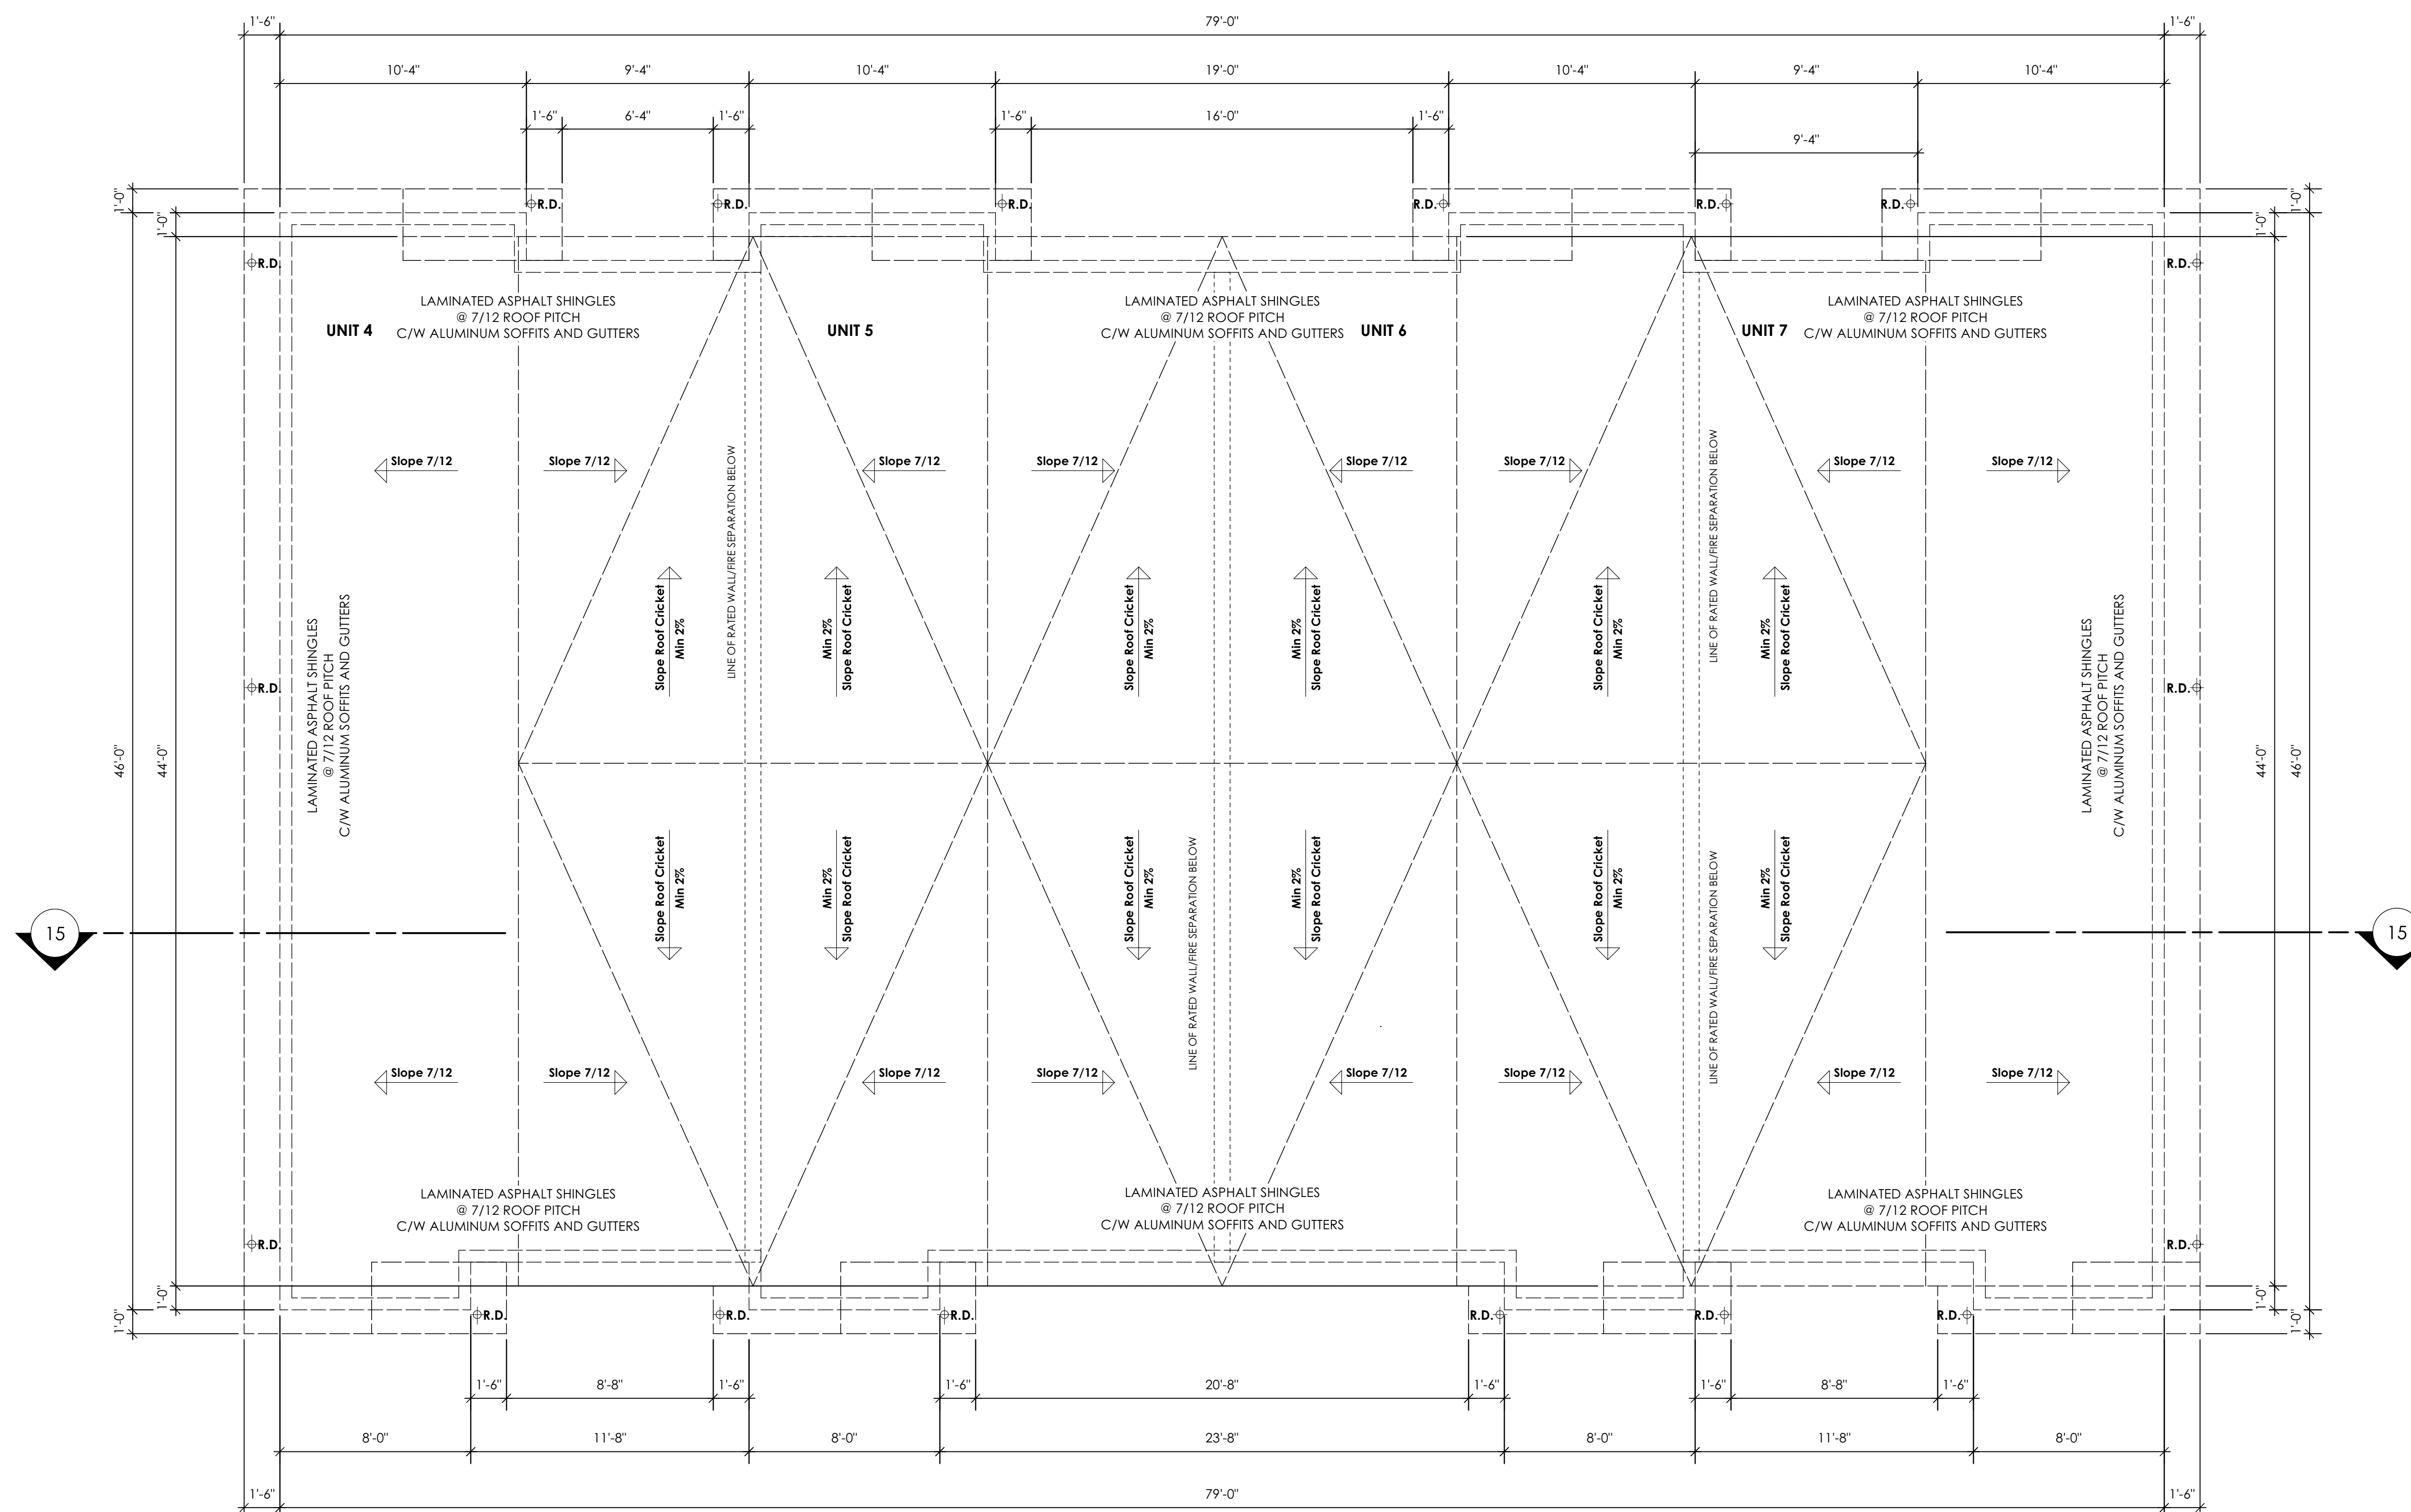 1'-6" 79'-0" 1'-6"
10'-4" 9'-4" 10'-4" 19'-0" 10'-4" 9'-4" 10'-4"
1'-6" 6'-4" 1'-6" 1'-6" 16'-0" 1'-6"
9'-4"
1'-0" 1'-0"
R.D. R.D. R.D. R.D. R.D. R.D.
1'-0" 1'-0"
R.D. R.D.
LAMINATED ASPHALT SHINGLES
@ 7/12 ROOF PITCH
C/W ALUMINUM SOFFITS AND GUTTERS
LAMINATED ASPHALT SHINGLES
@ 7/12 ROOF PITCH
C/W ALUMINUM SOFFITS AND GUTTERS
LAMINATED ASPHALT SHINGLES
@ 7/12 ROOF PITCH
C/W ALUMINUM SOFFITS AND GUTTERS
UNIT 4 UNIT 5 UNIT 6 UNIT 7
Slope 7/12 Slope 7/12 Slope 7/12 Slope 7/12 Slope 7/12 Slope 7/12 Slope 7/12 Slope 7/12
LINE OF RATED WALL/FIRE SEPARATION BELOW
LINE OF RATED WALL/FIRE SEPARATION BELOW
Slope Roof Cricket
Min 2%
Min 2%
Slope Roof Cricket
Slope Roof Cricket
Min 2%
Min 2%
Slope Roof Cricket
Slope Roof Cricket
Min 2%
Min 2%
Slope Roof Cricket
R.D. R.D.
LAMINATED ASPHALT SHINGLES
@ 7/12 ROOF PITCH
C/W ALUMINUM SOFFITS AND GUTTERS
LAMINATED ASPHALT SHINGLES
@ 7/12 ROOF PITCH
C/W ALUMINUM SOFFITS AND GUTTERS
46'-0" 44'-0" 44'-0" 46'-0"
Slope Roof Cricket
Min 2%
Min 2%
Slope Roof Cricket
Slope Roof Cricket
Min 2%
Min 2%
Slope Roof Cricket
Slope Roof Cricket
Min 2%
Min 2%
Slope Roof Cricket
LINE OF RATED WALL/FIRE SEPARATION BELOW
LINE OF RATED WALL/FIRE SEPARATION BELOW
15 15
Slope 7/12 Slope 7/12 Slope 7/12 Slope 7/12 Slope 7/12 Slope 7/12 Slope 7/12 Slope 7/12
LAMINATED ASPHALT SHINGLES
@ 7/12 ROOF PITCH
C/W ALUMINUM SOFFITS AND GUTTERS
LAMINATED ASPHALT SHINGLES
@ 7/12 ROOF PITCH
C/W ALUMINUM SOFFITS AND GUTTERS
LAMINATED ASPHALT SHINGLES
@ 7/12 ROOF PITCH
C/W ALUMINUM SOFFITS AND GUTTERS
R.D. R.D.
1'-0" 1'-0"
R.D. R.D. R.D. R.D. R.D. R.D.
1'-0" 1'-0"
1'-6" 8'-8" 1'-6" 1'-6" 20'-8" 1'-6" 1'-6" 8'-8" 1'-6"
8'-0" 11'-8" 8'-0" 23'-8" 8'-0" 11'-8" 8'-0"
1'-6" 79'-0" 1'-6"